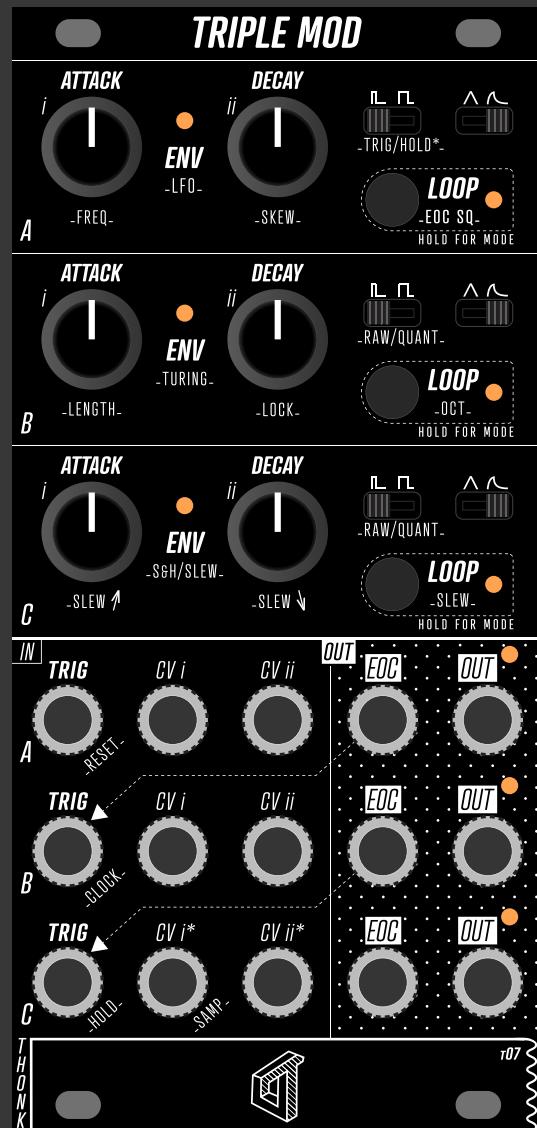 TRIPLE MOD
ATTACK
DECAY
i
ii
ENV
-LFO-
-TRIG/HOLD*-
LOOP
-EOC SQ-
-FREQ-
-SKEW-
A
HOLD FOR MODE
ATTACK
DECAY
i
ii
ENV
-TURING-
-RAW/QUANT-
LOOP
-OCT-
-LENGTH-
-LOCK-
B
HOLD FOR MODE
ATTACK
DECAY
i
ii
ENV
-S&H/SLEW-
-RAW/QUANT-
LOOP
-SLEW-
-SLEW
-SLEW
C
HOLD FOR MODE
IN
OUT
TRIG
CV i
CV ii
EOC
OUT
A
-RESET-
TRIG
CV i
CV ii
EOC
OUT
B
-CLOCK-
TRIG
CV i*
CV ii*
EOC
OUT
C
-HOLD-
-SAMP-
THONK
T07